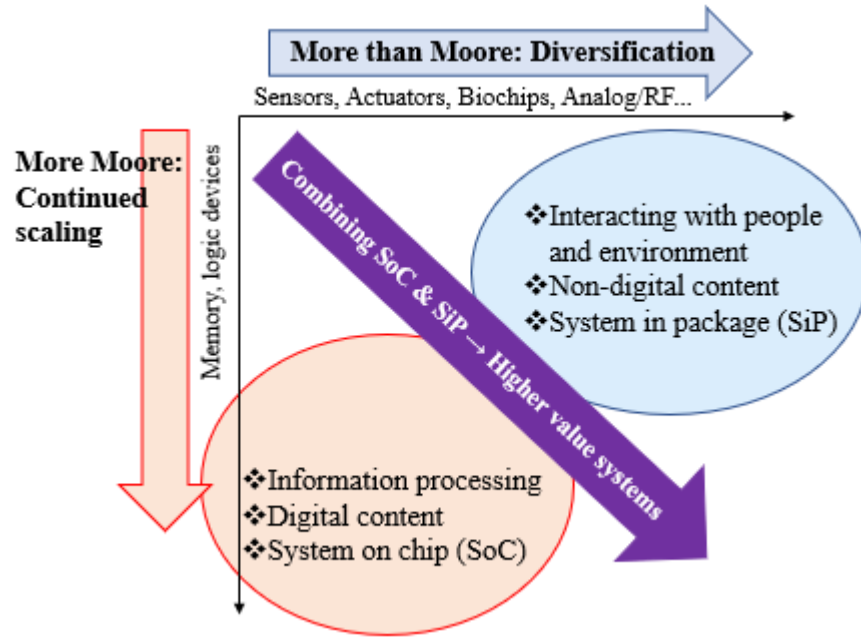 More than Moore: Diversification
Sensors, Actuators, Biochips, Analog/RF...
More Moore:
Continued
scaling
Memory, logic devices
Combining SoC & SiP → Higher value systems
❖Interacting with people
and environment
❖Non-digital content
❖System in package (SiP)
❖Information processing
❖Digital content
❖System on chip (SoC)